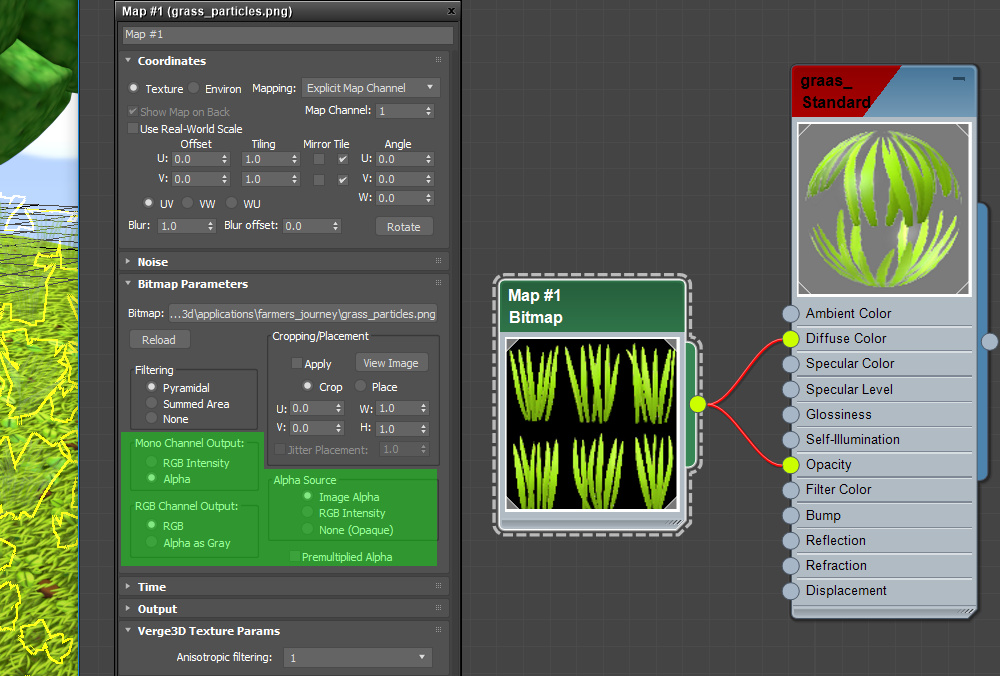 Map #1 (grass_particles.png)
x
Map #1
Coordinates
Texture Environ Mapping: Explicit Map Channel
Show Map on Back Map Channel: 1
Use Real-World Scale
Offset Tiling Mirror Tile Angle
U: 0.0 1.0 U: 0.0
V: 0.0 1.0 V: 0.0
W: 0.0
UV VW WU
Blur: 1.0 Blur offset: 0.0 Rotate
Noise
Bitmap Parameters
Bitmap: ...3d\applications\farmers_journey\grass_particles.png
Reload
Cropping/Placement
Apply View Image
Crop Place
U: 0.0 W: 1.0
V: 0.0 H: 1.0
Jitter Placement: 1.0
Filtering
Pyramidal
Summed Area
None
Mono Channel Output:
RGB Intensity
Alpha
RGB Channel Output:
RGB
Alpha as Gray
Alpha Source
Image Alpha
RGB Intensity
None (Opaque)
Premultiplied Alpha
Time
Output
Verge3D Texture Params
Anisotropic filtering: 1
Map #1
Bitmap
graas_
Standard
Ambient Color
Diffuse Color
Specular Color
Specular Level
Glossiness
Self-Illumination
Opacity
Filter Color
Bump
Reflection
Refraction
Displacement